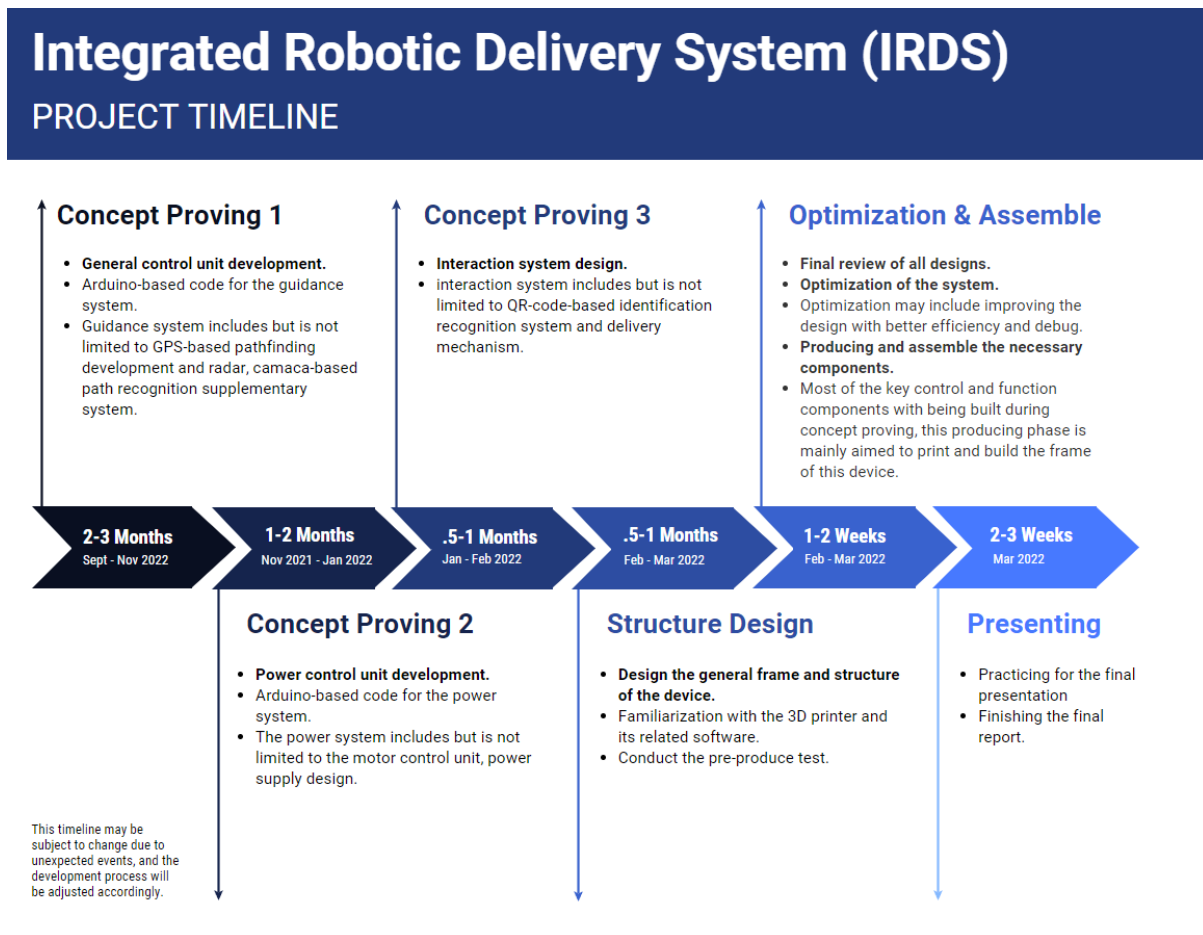 Integrated Robotic Delivery System (IRDS)
PROJECT TIMELINE
Concept Proving 1
• General control unit development.
• Arduino-based code for the guidance
system.
• Guidance system includes but is not
limited to GPS-based pathfinding
development and radar, camaca-based
path recognition supplementary
system.
Concept Proving 3
• Interaction system design.
• interaction system includes but is not
limited to QR-code-based identification
recognition system and delivery
mechanism.
Optimization & Assemble
• Final review of all designs.
• Optimization of the system.
• Optimization may include improving the
design with better efficiency and debug.
• Producing and assemble the necessary
components.
• Most of the key control and function
components with being built during
concept proving, this producing phase is
mainly aimed to print and build the frame
of this device.
2-3 Months
Sept - Nov 2022
1-2 Months
Nov 2021 - Jan 2022
.5-1 Months
Jan - Feb 2022
.5-1 Months
Feb - Mar 2022
1-2 Weeks
Feb - Mar 2022
2-3 Weeks
Mar 2022
Concept Proving 2
• Power control unit development.
• Arduino-based code for the power
system.
• The power system includes but is not
limited to the motor control unit, power
supply design.
Structure Design
• Design the general frame and structure
of the device.
• Familiarization with the 3D printer and
its related software.
• Conduct the pre-produce test.
Presenting
• Practicing for the final
presentation
• Finishing the final
report.
This timeline may be
subject to change due to
unexpected events, and the
development process will
be adjusted accordingly.